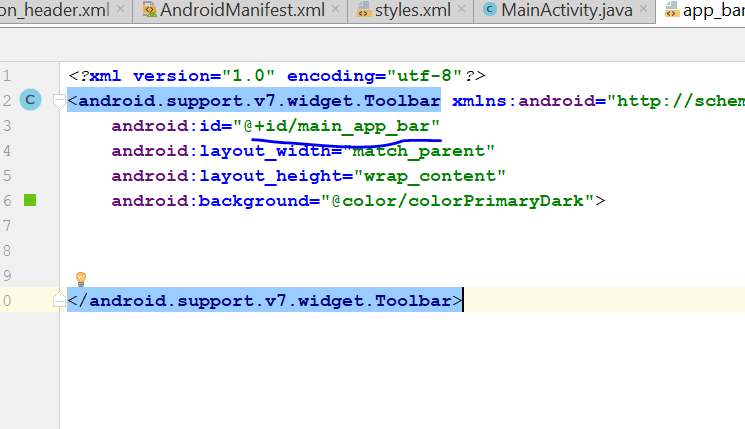 on_header.xml AndroidManifest.xml styles.xml C MainActivity.java app_bar
1 <?xml version="1.0" encoding="utf-8"?>
2 C <android.support.v7.widget.Toolbar xmlns:android="http://schem
3 android:id="@+id/main_app_bar"
4 android:layout_width="match_parent"
5 android:layout_height="wrap_content"
6 android:background="@color/colorPrimaryDark">
7
8
9
0 </android.support.v7.widget.Toolbar>